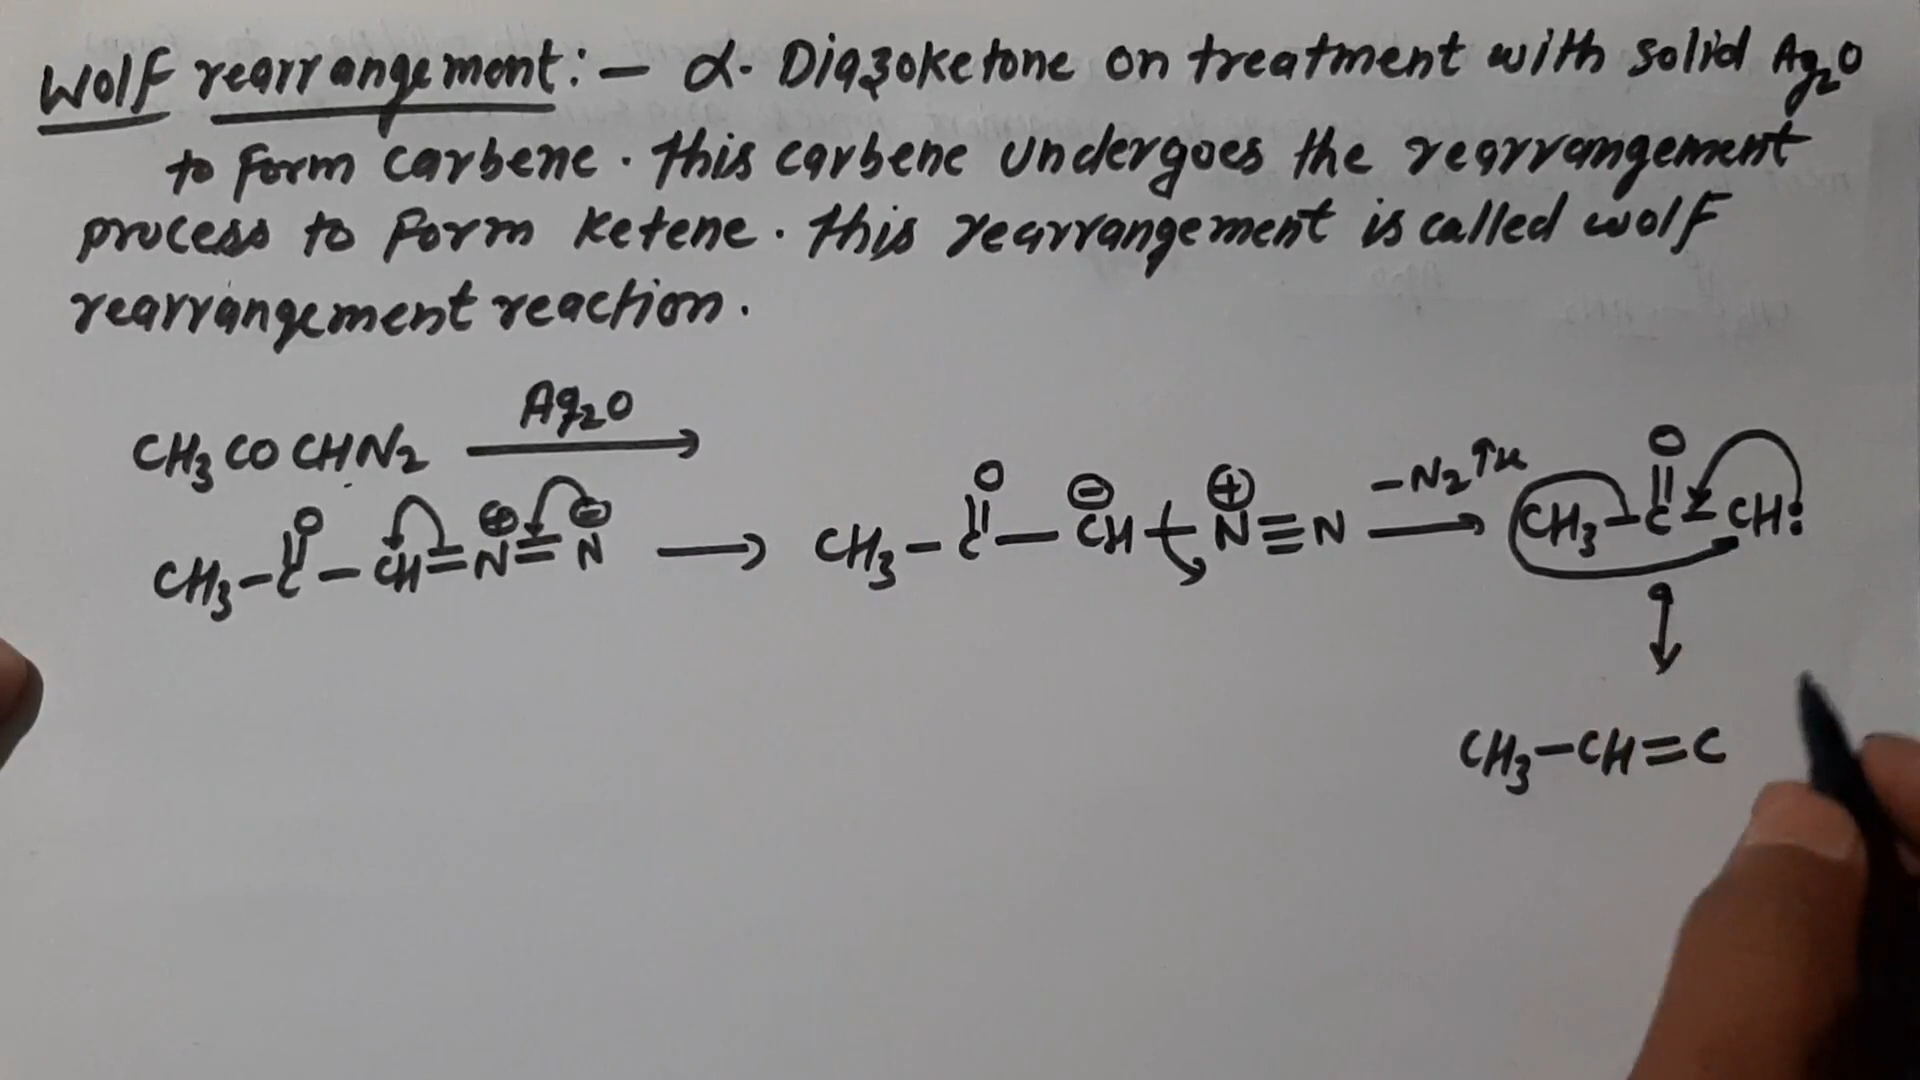 Wolf rearrangement:- α- Diazoketone on treatment with solid Ag2O
to form carbene. this carbene undergoes the rearrangement
process to form ketene. this rearrangement is called wolf
rearrangement reaction.
CH3COCHN2 Ag2O →
CH3-C(=O)-CH=N⊕=N⊖ → CH3-C(=O)-CH⊖-N⊕≡N -N2↑ → CH3-C(=O)-CH:
↓
CH3-CH=C